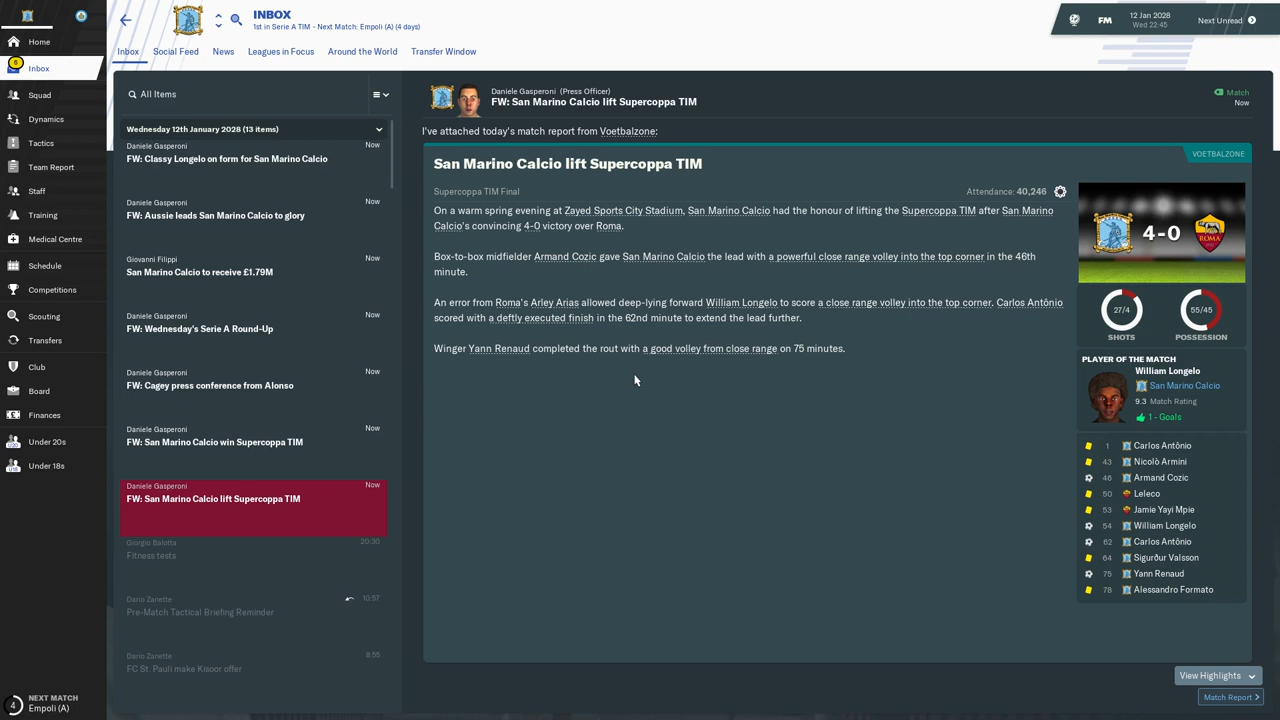 INBOX
1st in Serie A TIM - Next Match: Empoli (A) (4 days)
FM
12 Jan 2028
Wed 22:45
Next Unread
Inbox
Social Feed
News
Leagues in Focus
Around the World
Transfer Window
Home
6
Inbox
Squad
Dynamics
Tactics
Team Report
Staff
Training
Medical Centre
Schedule
Competitions
Scouting
Transfers
Club
Board
Finances
Under 20s
Under 18s
4
NEXT MATCH
Empoli (A)
All Items
Wednesday 12th January 2028 (13 items)
Daniele Gasperoni
Now
FW: Classy Longelo on form for San Marino Calcio
Daniele Gasperoni
Now
FW: Aussie leads San Marino Calcio to glory
Giovanni Filippi
Now
San Marino Calcio to receive £1.79M
Daniele Gasperoni
Now
FW: Wednesday's Serie A Round-Up
Daniele Gasperoni
Now
FW: Cagey press conference from Alonso
Daniele Gasperoni
Now
FW: San Marino Calcio win Supercoppa TIM
Daniele Gasperoni
Now
FW: San Marino Calcio lift Supercoppa TIM
Giorgio Balotta
20:30
Fitness tests
Dario Zanette
10:57
Pre-Match Tactical Briefing Reminder
Dario Zanette
8:55
FC St. Pauli make Kisoor offer
Daniele Gasperoni (Press Officer)
FW: San Marino Calcio lift Supercoppa TIM
Match
Now
I've attached today's match report from Voetbalzone:
VOETBALZONE
San Marino Calcio lift Supercoppa TIM
Supercoppa TIM Final
Attendance: 40,246
On a warm spring evening at Zayed Sports City Stadium, San Marino Calcio had the honour of lifting the Supercoppa TIM after San Marino
Calcio's convincing 4-0 victory over Roma.
Box-to-box midfielder Armand Cozic gave San Marino Calcio the lead with a powerful close range volley into the top corner in the 46th
minute.
An error from Roma's Arley Arias allowed deep-lying forward William Longelo to score a close range volley into the top corner. Carlos Antônio
scored with a deftly executed finish in the 62nd minute to extend the lead further.
Winger Yann Renaud completed the rout with a good volley from close range on 75 minutes.
4-0
ROMA
27/4
SHOTS
55/45
POSSESSION
PLAYER OF THE MATCH
William Longelo
San Marino Calcio
9.3 Match Rating
1 - Goals
1 Carlos Antônio
43 Nicolò Armini
46 Armand Cozic
50 Leleco
53 Jamie Yayi Mpie
54 William Longelo
62 Carlos Antônio
64 Sigurður Valsson
75 Yann Renaud
78 Alessandro Formato
View Highlights
Match Report